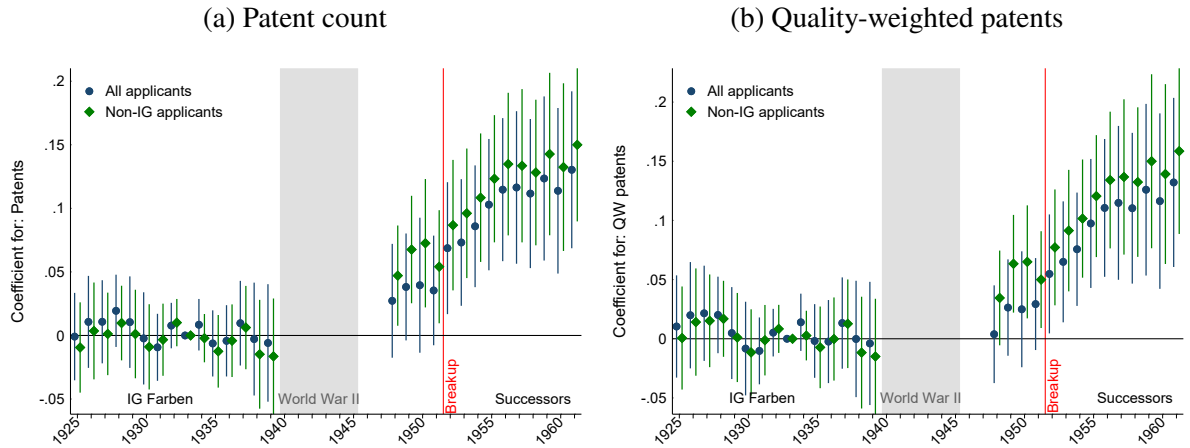 (a) Patent count
Coefficient for: Patents
.2
.15
.1
.05
0
-.05
All applicants
Non-IG applicants
IG Farben
World War II
Breakup
Successors
1925
1930
1935
1940
1945
1950
1955
1960
(b) Quality-weighted patents
Coefficient for: QW patents
.2
.15
.1
.05
0
-.05
All applicants
Non-IG applicants
IG Farben
World War II
Breakup
Successors
1925
1930
1935
1940
1945
1950
1955
1960